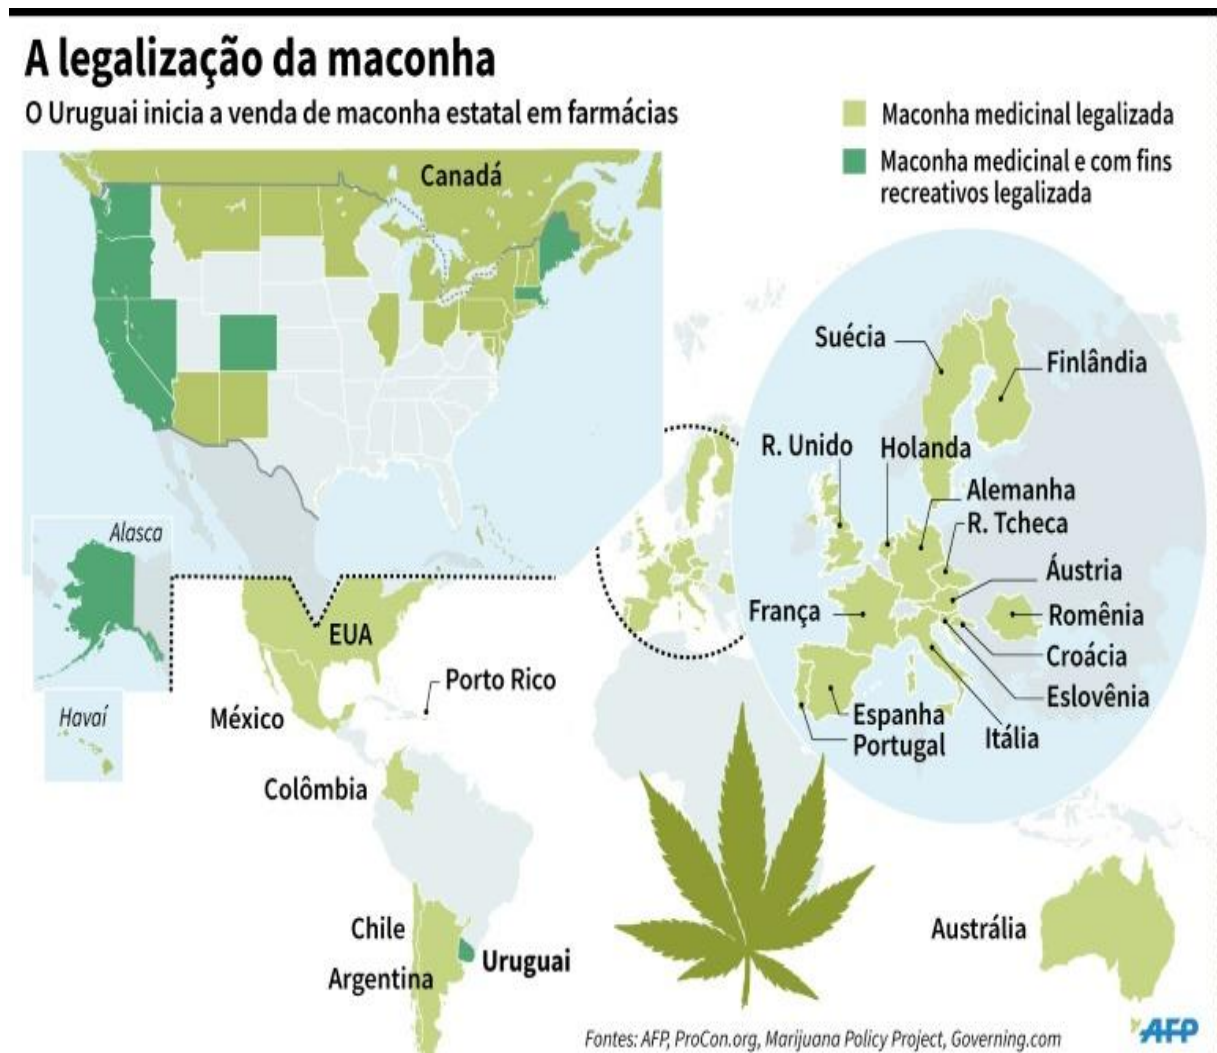 A legalização da maconha
O Uruguai inicia a venda de maconha estatal em farmácias
Maconha medicinal legalizada
Maconha medicinal e com fins
recreativos legalizada
Canadá
Suécia
Finlândia
R. Unido
Holanda
Alemanha
R. Tcheca
Áustria
França
Romênia
Croácia
Eslovênia
Espanha
Portugal
Itália
Alasca
Havaí
EUA
Porto Rico
México
Colômbia
Chile
Argentina
Uruguai
Austrália
Fontes: AFP, ProCon.org, Marijuana Policy Project, Governing.com
AFP